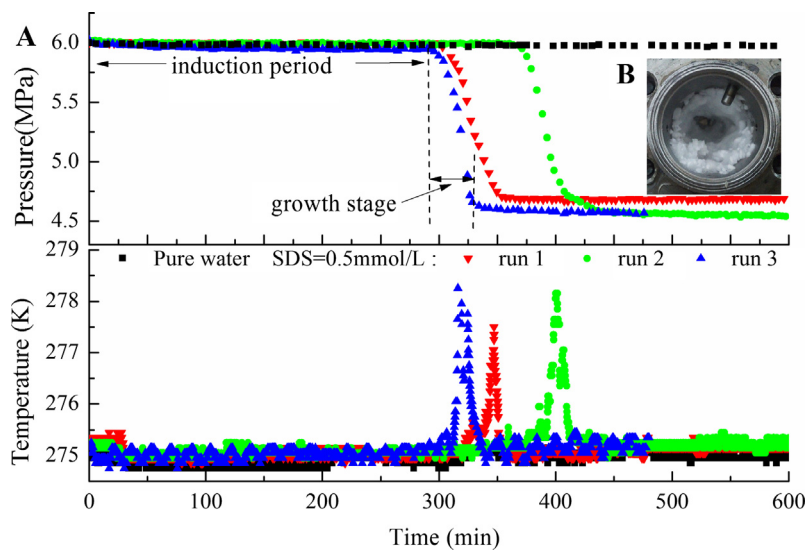 A
B
6.0
5.5
5.0
4.5
Pressure(MPa)
induction period
growth stage
279
278
277
276
275
Temperature (K)
Pure water SDS=0.5mmol/L : run 1 run 2 run 3
0 100 200 300 400 500 600
Time (min)